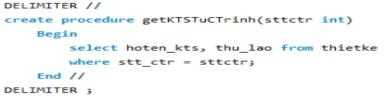 DELIMITER //
create procedure getKTSTuCTrinh(sttctr int)
Begin
select hoten_kts, thu_lao from thietke
where stt_ctr = sttctr;
End //
DELIMITER ;